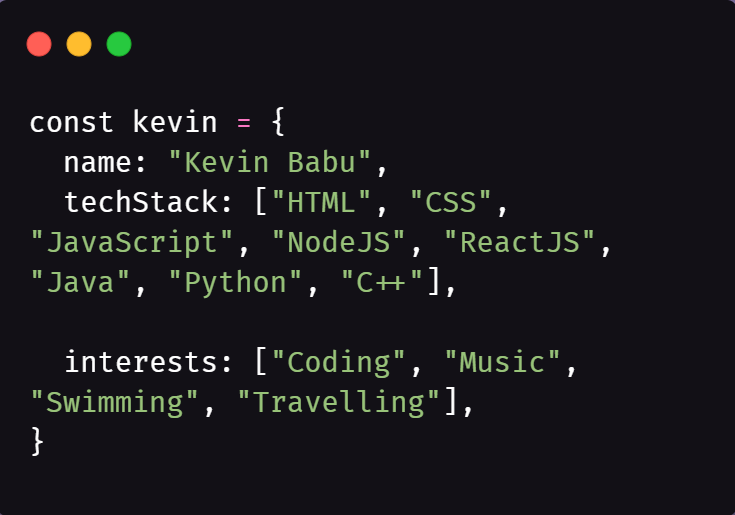 const kevin = {
  name: "Kevin Babu",
  techStack: ["HTML", "CSS",
"JavaScript", "NodeJS", "ReactJS",
"Java", "Python", "C++"],
  interests: ["Coding", "Music",
"Swimming", "Travelling"],
}